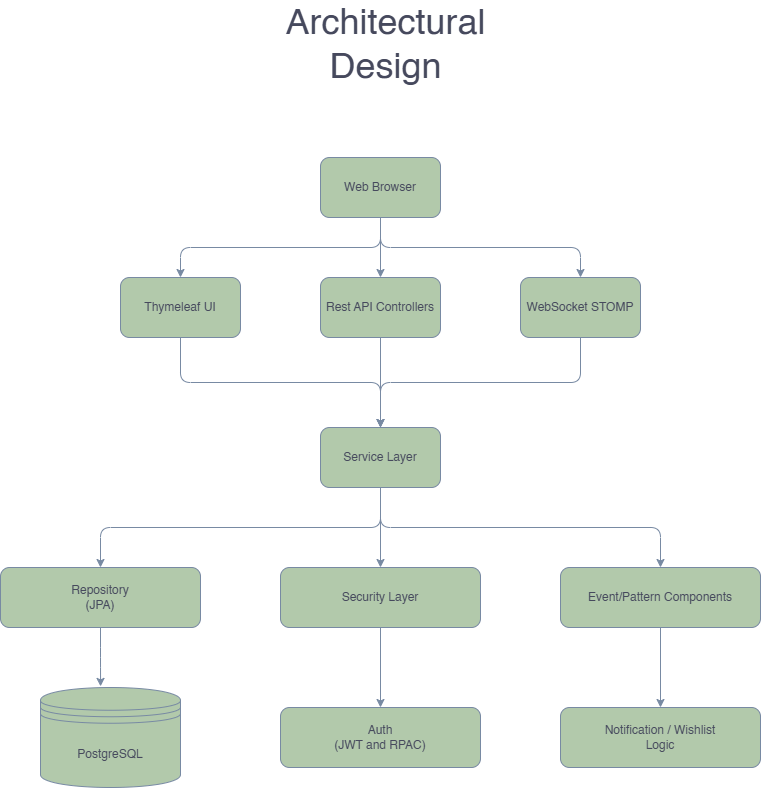 Architectural
Design
Web Browser
Thymeleaf UI
Rest API Controllers
WebSocket STOMP
Service Layer
Repository
(JPA)
Security Layer
Event/Pattern Components
PostgreSQL
Auth
(JWT and RPAC)
Notification / Wishlist
Logic